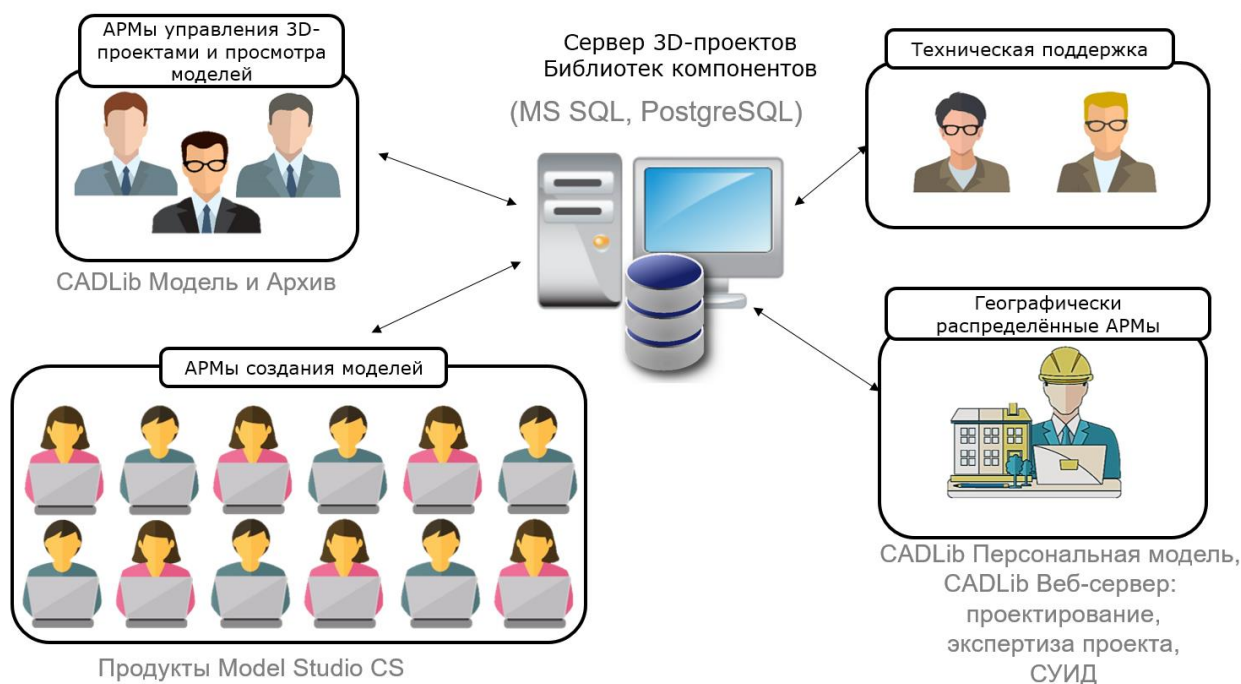 АРМы управления 3D-
проектами и просмотра
моделей
CADLib Модель и Архив
Сервер 3D-проектов
Библиотек компонентов
(MS SQL, PostgreSQL)
Техническая поддержка
АРМы создания моделей
Продукты Model Studio CS
Географически
распределённые АРМы
CADLib Персональная модель,
CADLib Веб-сервер:
проектирование,
экспертиза проекта,
СУИД